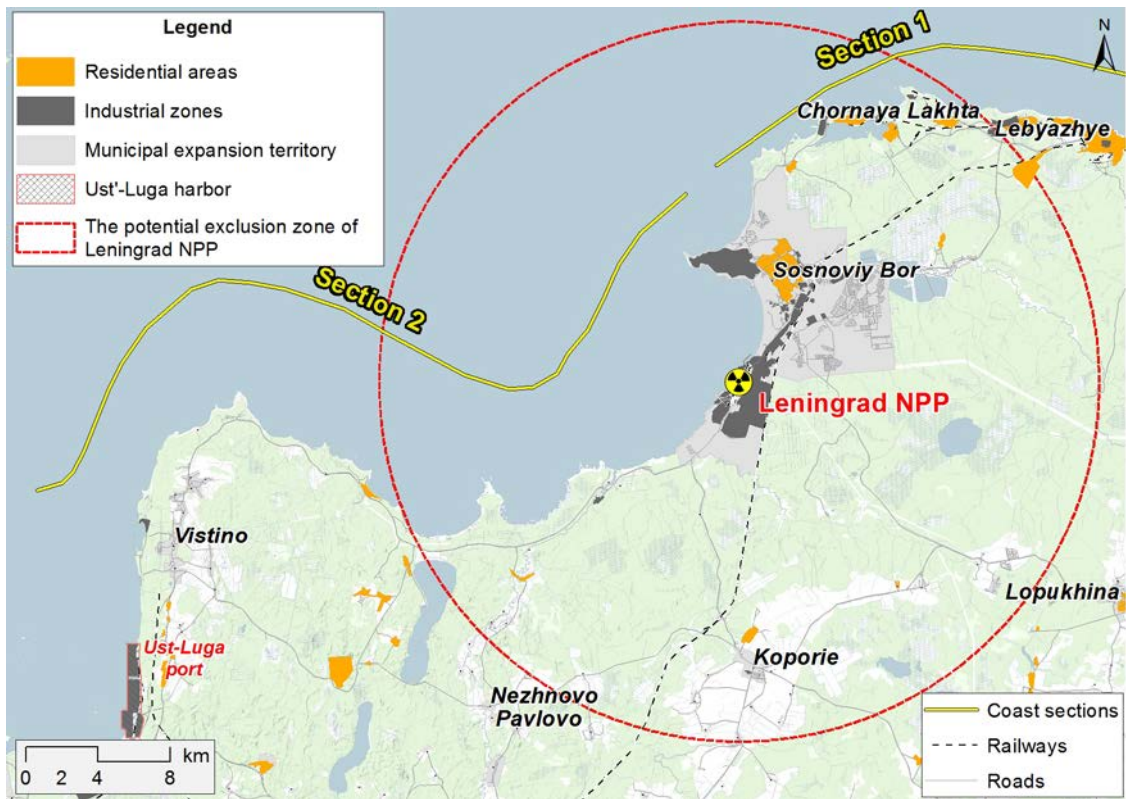 Legend
Residential areas
Industrial zones
Municipal expansion territory
Ust'-Luga harbor
The potential exclusion zone of
Leningrad NPP
Section 1
N
Chornaya Lakhta
Lebyazhye
Sosnoviy Bor
Section 2
Leningrad NPP
Vistino
Lopukhina
Ust-Luga
port
Koporie
Nezhnovo
Pavlovo
km
0 2 4 8
Coast sections
Railways
Roads